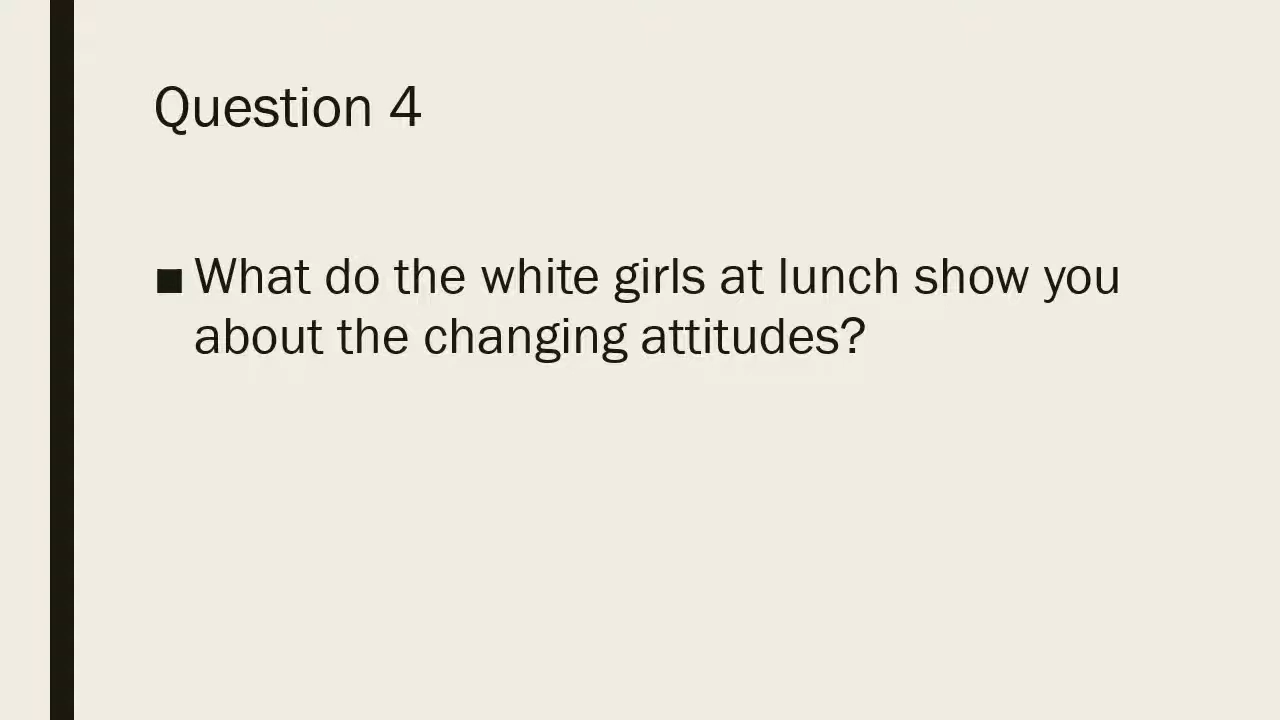 Question 4
■ What do the white girls at lunch show you
about the changing attitudes?